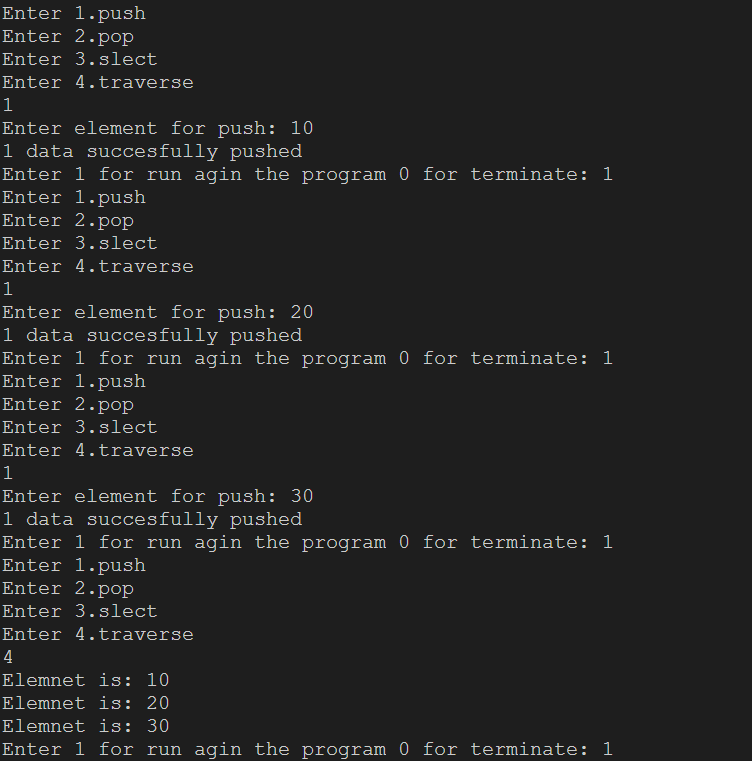 Enter 1.push
Enter 2.pop
Enter 3.slect
Enter 4.traverse
1
Enter element for push: 10
1 data succesfully pushed
Enter 1 for run agin the program 0 for terminate: 1
Enter 1.push
Enter 2.pop
Enter 3.slect
Enter 4.traverse
1
Enter element for push: 20
1 data succesfully pushed
Enter 1 for run agin the program 0 for terminate: 1
Enter 1.push
Enter 2.pop
Enter 3.slect
Enter 4.traverse
1
Enter element for push: 30
1 data succesfully pushed
Enter 1 for run agin the program 0 for terminate: 1
Enter 1.push
Enter 2.pop
Enter 3.slect
Enter 4.traverse
4
Elemnet is: 10
Elemnet is: 20
Elemnet is: 30
Enter 1 for run agin the program 0 for terminate: 1